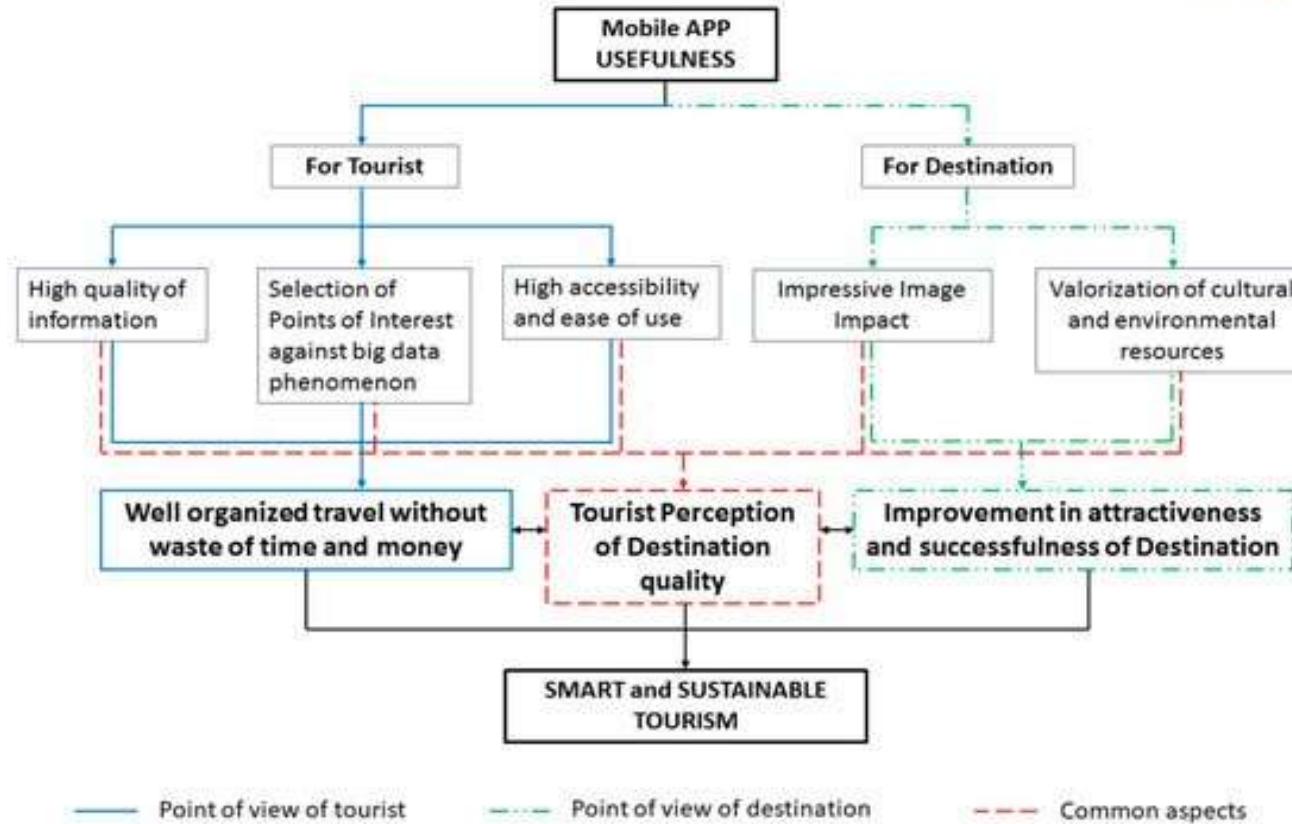 Mobile APP
USEFULNESS
For Tourist
For Destination
High quality of
information
Selection of
Points of Interest
against big data
phenomenon
High accessibility
and ease of use
Impressive Image
Impact
Valorization of cultural
and environmental
resources
Well organized travel without
waste of time and money
Tourist Perception
of Destination
quality
Improvement in attractiveness
and successfulness of Destination
SMART and SUSTAINABLE
TOURISM
Point of view of tourist
Point of view of destination
Common aspects